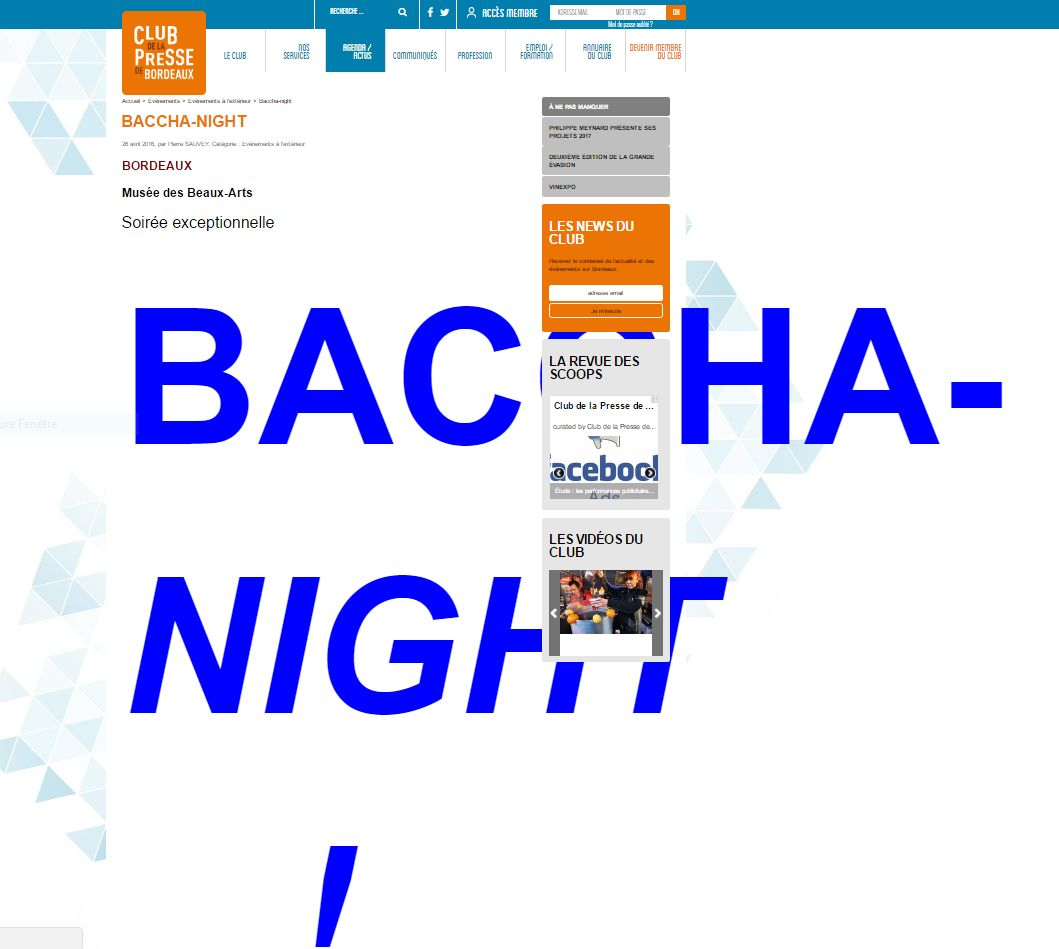 RECHERCHE ...
ACCÈS MEMBRE
ADRESSE MAIL
MOT DE PASSE
OK
Mot de passe oublié ?
CLUB
DE LA
PRESSE
DE BORDEAUX
LE CLUB
NOS
SERVICES
AGENDA /
ACTUS
COMMUNIQUÉS
PROFESSION
EMPLOI /
FORMATION
ANNUAIRE
DU CLUB
DEVENIR MEMBRE
DU CLUB
Accueil > Evénements > Evènements à l'extérieur > Baccha-night
BACCHA-NIGHT
26 avril 2016, par Pierre SAUVEY. Catégorie : Evènements à l'extérieur
BORDEAUX
Musée des Beaux-Arts
Soirée exceptionnelle
BACCHA-
NIGHT
!
À NE PAS MANQUER
PHILIPPE MEYNARD PRÉSENTE SES
PROJETS 2017
DEUXIÈME ÉDITION DE LA GRANDE
ÉVASION
VINEXPO
LES NEWS DU
CLUB
Recevez le condensé de l'actualité et des
événements sur Bordeaux.
adresse email
Je m'inscris
LA REVUE DES
SCOOPS
Club de la Presse de ...
curated by Club de la Presse de...
facebook
Ads
Étude : les performances publicitaire...
LES VIDÉOS DU
CLUB
ure Fenêtre